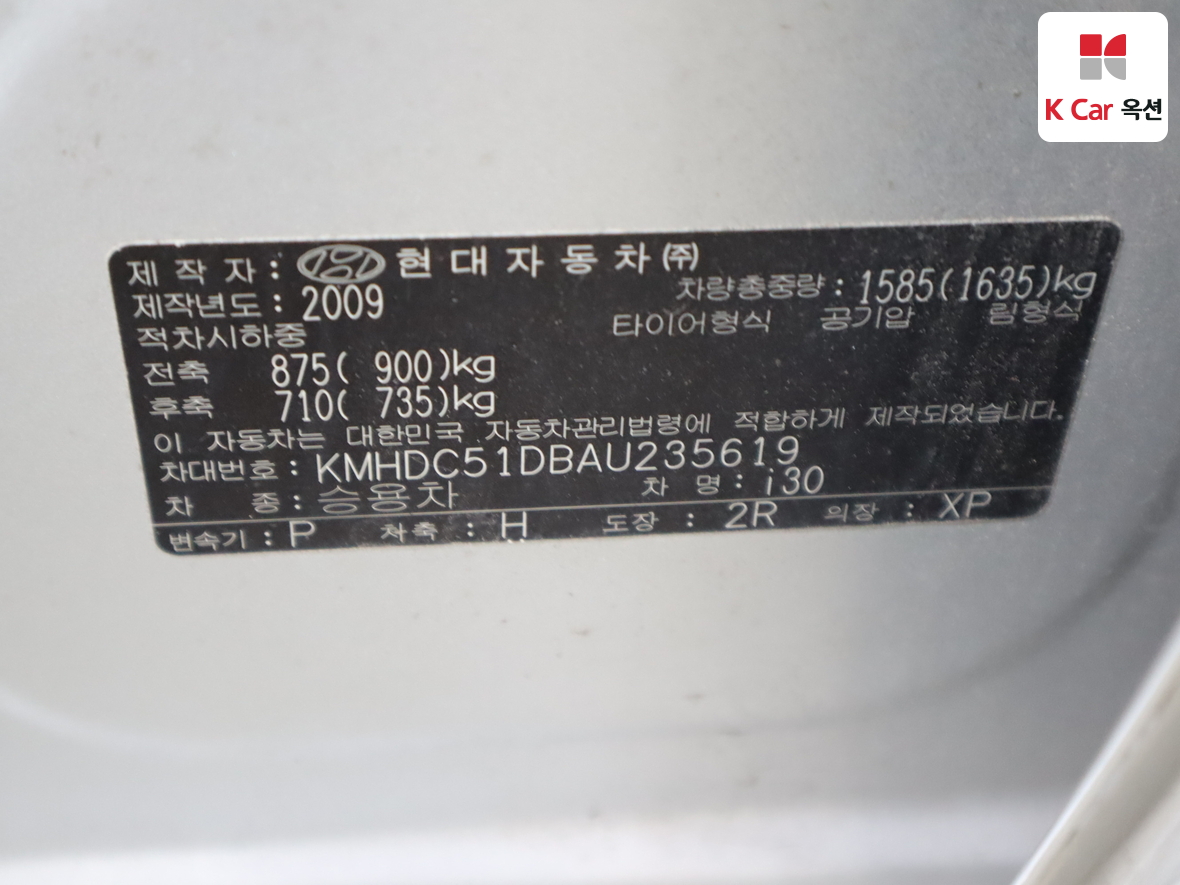 K Car 옥션
제 작 자 : 현 대 자 동 차 ㈜
제작년도 : 2009
차량총중량 : 1585(1635)kg
적차시하중
타이어형식 공기압 림형식
전축 875( 900)kg
후축 710( 735)kg
이 자동차는 대한민국 자동차관리법령에 적합하게 제작되었습니다.
차대번호 : KMHDC51DBAU235619
차 종 : 승용차 차 명 : i30
변속기 : P 차축 : H 도장 : 2R 의장 : XP